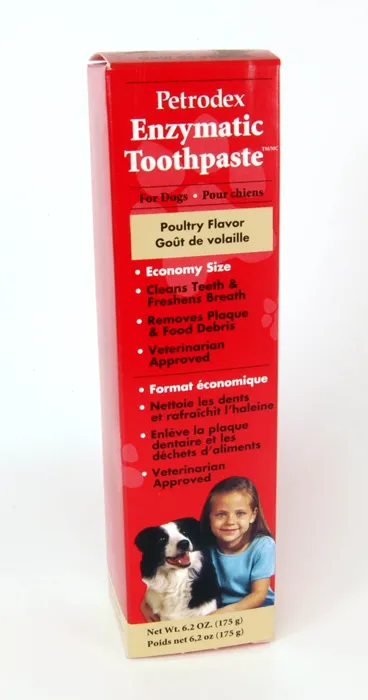 Petrodex
Enzymatic
Toothpaste™/MC
For Dogs • Pour chiens
Poultry Flavor
Goût de volaille
• Economy Size
• Cleans Teeth &
Freshens Breath
• Removes Plaque
& Food Debris
• Veterinarian
Approved
• Format économique
• Nettoie les dents
et rafraîchit l'haleine
• Enlève la plaque
dentaire et les
déchets d'aliments
• Veterinarian
Approved
Net Wt. 6.2 OZ. (175 g)
Poids net 6,2 oz (175 g)